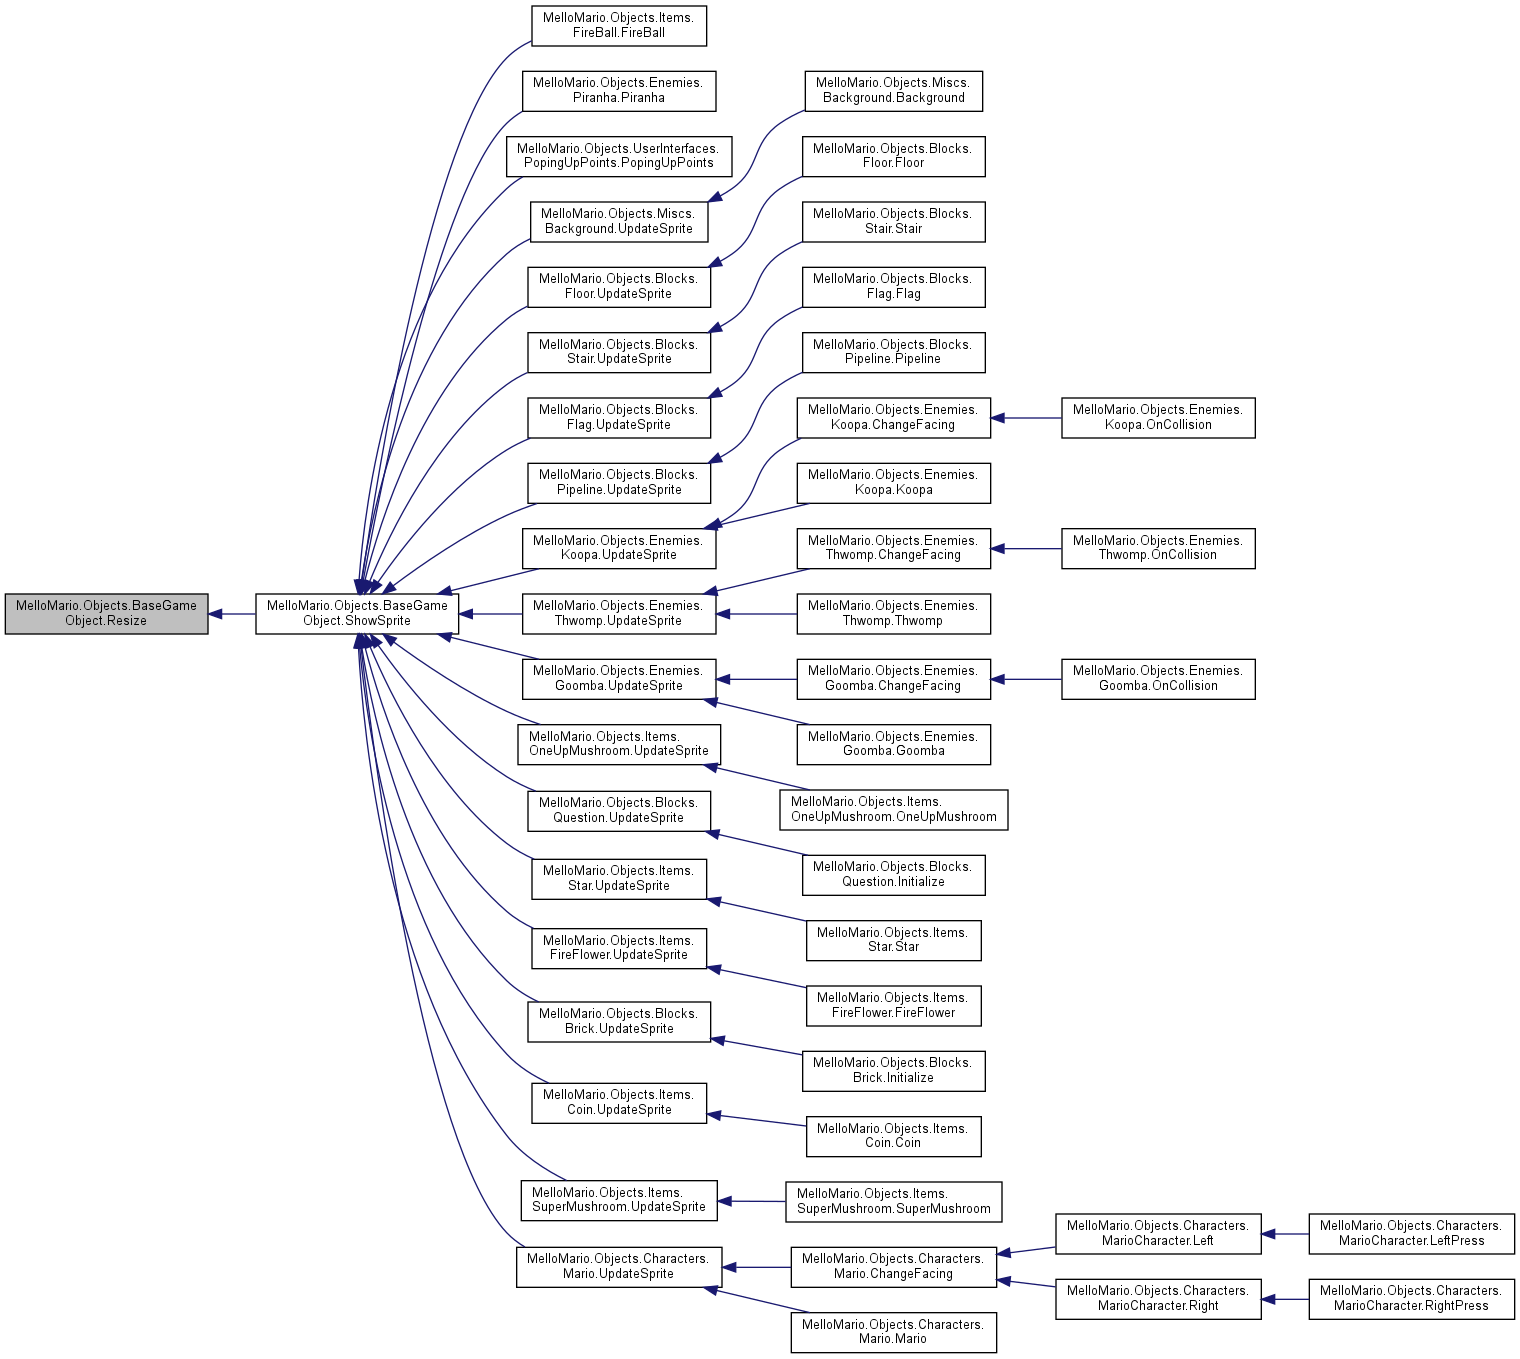 MelloMario.Objects.BaseGame
Object.Resize
MelloMario.Objects.BaseGame
Object.ShowSprite
MelloMario.Objects.Items.
FireBall.FireBall
MelloMario.Objects.Enemies.
Piranha.Piranha
MelloMario.Objects.UserInterfaces.
PopingUpPoints.PopingUpPoints
MelloMario.Objects.Miscs.
Background.UpdateSprite
MelloMario.Objects.Blocks.
Floor.UpdateSprite
MelloMario.Objects.Blocks.
Stair.UpdateSprite
MelloMario.Objects.Blocks.
Flag.UpdateSprite
MelloMario.Objects.Blocks.
Pipeline.UpdateSprite
MelloMario.Objects.Enemies.
Koopa.UpdateSprite
MelloMario.Objects.Enemies.
Thwomp.UpdateSprite
MelloMario.Objects.Enemies.
Goomba.UpdateSprite
MelloMario.Objects.Items.
OneUpMushroom.UpdateSprite
MelloMario.Objects.Blocks.
Question.UpdateSprite
MelloMario.Objects.Items.
Star.UpdateSprite
MelloMario.Objects.Items.
FireFlower.UpdateSprite
MelloMario.Objects.Blocks.
Brick.UpdateSprite
MelloMario.Objects.Items.
Coin.UpdateSprite
MelloMario.Objects.Items.
SuperMushroom.UpdateSprite
MelloMario.Objects.Characters.
Mario.UpdateSprite
MelloMario.Objects.Miscs.
Background.Background
MelloMario.Objects.Blocks.
Floor.Floor
MelloMario.Objects.Blocks.
Stair.Stair
MelloMario.Objects.Blocks.
Flag.Flag
MelloMario.Objects.Blocks.
Pipeline.Pipeline
MelloMario.Objects.Enemies.
Koopa.ChangeFacing
MelloMario.Objects.Enemies.
Koopa.Koopa
MelloMario.Objects.Enemies.
Thwomp.ChangeFacing
MelloMario.Objects.Enemies.
Thwomp.Thwomp
MelloMario.Objects.Enemies.
Goomba.ChangeFacing
MelloMario.Objects.Enemies.
Goomba.Goomba
MelloMario.Objects.Items.
OneUpMushroom.OneUpMushroom
MelloMario.Objects.Blocks.
Question.Initialize
MelloMario.Objects.Items.
Star.Star
MelloMario.Objects.Items.
FireFlower.FireFlower
MelloMario.Objects.Blocks.
Brick.Initialize
MelloMario.Objects.Items.
Coin.Coin
MelloMario.Objects.Items.
SuperMushroom.SuperMushroom
MelloMario.Objects.Characters.
Mario.ChangeFacing
MelloMario.Objects.Characters.
Mario.Mario
MelloMario.Objects.Enemies.
Koopa.OnCollision
MelloMario.Objects.Enemies.
Thwomp.OnCollision
MelloMario.Objects.Enemies.
Goomba.OnCollision
MelloMario.Objects.Characters.
MarioCharacter.Left
MelloMario.Objects.Characters.
MarioCharacter.Right
MelloMario.Objects.Characters.
MarioCharacter.LeftPress
MelloMario.Objects.Characters.
MarioCharacter.RightPress